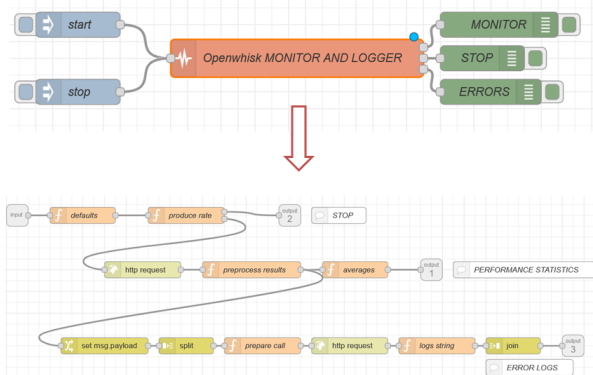 start
MONITOR
Openwhisk MONITOR AND LOGGER
STOP
stop
ERRORS
input
defaults
produce rate
output
2
STOP
http request
preprocess results
averages
output
1
PERFORMANCE STATISTICS
set msg.payload
split
prepare call
http request
logs string
join
output
3
ERROR LOGS